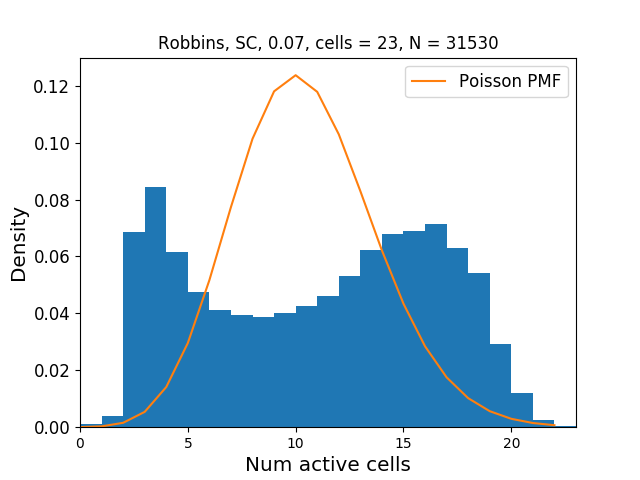 Robbins, SC, 0.07, cells = 23, N = 31530
Poisson PMF
Density
0.12
0.10
0.08
0.06
0.04
0.02
0.00
0 5 10 15 20
Num active cells